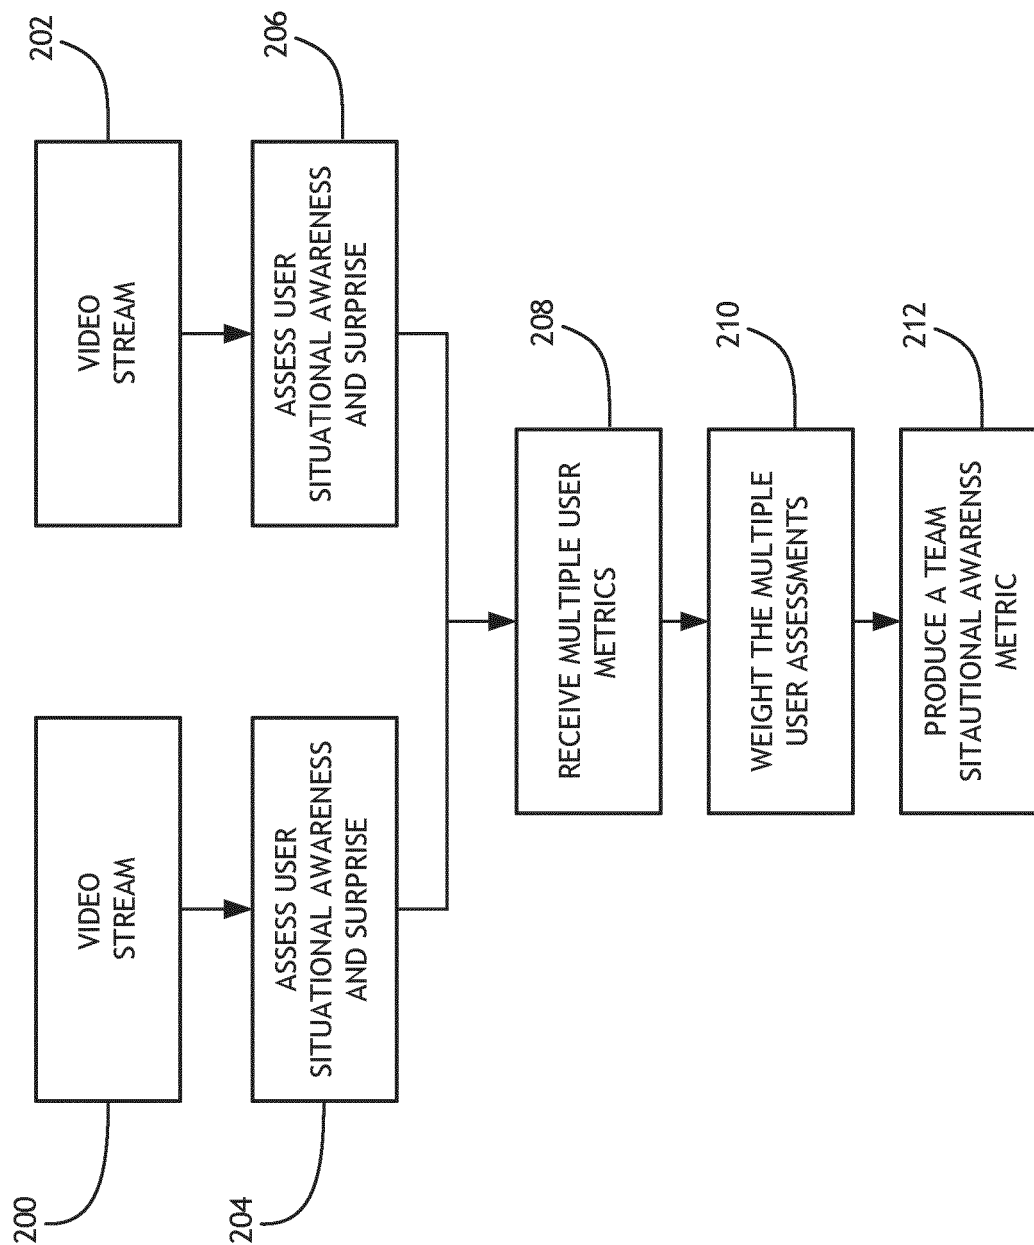 200
VIDEO
STREAM
202
VIDEO
STREAM
204
ASSESS USER
SITUATIONAL AWARENESS
AND SURPRISE
206
ASSESS USER
SITUATIONAL AWARENESS
AND SURPRISE
208
RECEIVE MULTIPLE USER
METRICS
210
WEIGHT THE MULTIPLE
USER ASSESSMENTS
212
PRODUCE A TEAM
SITAUTIONAL AWARENSS
METRIC